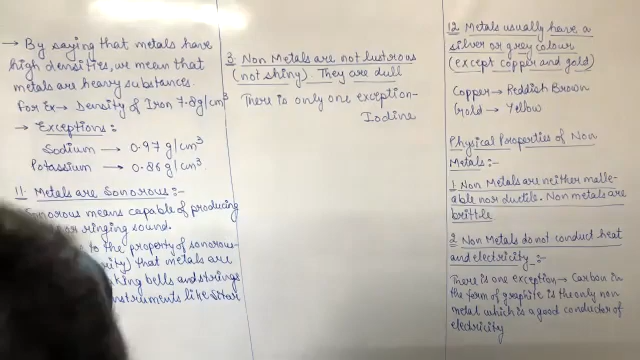 → By saying that metals have
high densities, we mean that
metals are heavy substances.
For Ex → Density of Iron 7.8g/cm³
→ Exceptions:
Sodium → 0.97 g/cm³
Potassium → 0.86 g/cm³.
11. Metals are Sonorous:-
Sonorous means capable of producing
or ringing sound.
to the property of sonorous-
that metals are
bells and strings
instruments like Sitar
3. Non Metals are not lustrous
(not shiny) They are dull
There is only one exception-
Iodine
12. Metals usually have a
silver or grey colour
(except copper and gold)
Copper → Reddish Brown
Gold → Yellow
Physical Properties of Non
Metals:-
1 Non Metals are neither malle-
able nor ductile. Non metals are
brittle
2. Non Metals do not conduct heat
and electricity:-
There is one exception → Carbon in
the form of graphite is the only non
metal which is a good conductor of
electricity